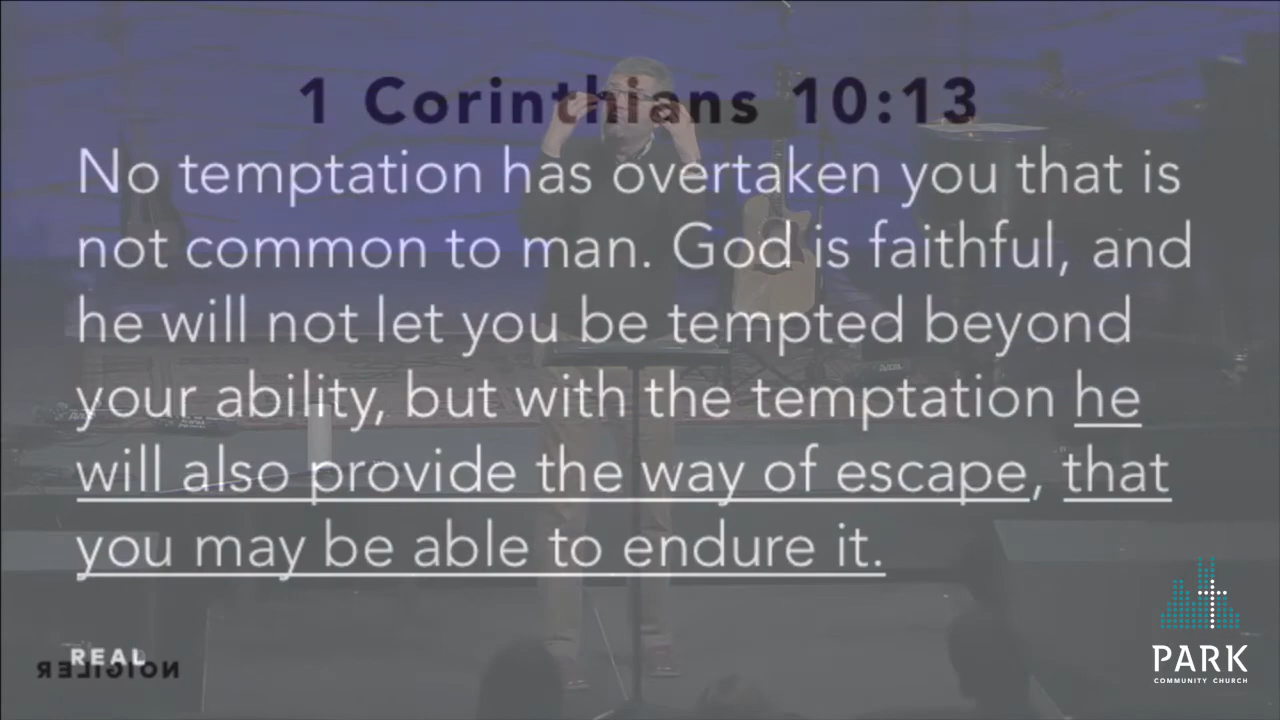 1 Corinthians 10:13
No temptation has overtaken you that is
not common to man. God is faithful, and
he will not let you be tempted beyond
your ability, but with the temptation he
will also provide the way of escape, that
you may be able to endure it.
REAL
RELIGION
PARK
COMMUNITY CHURCH